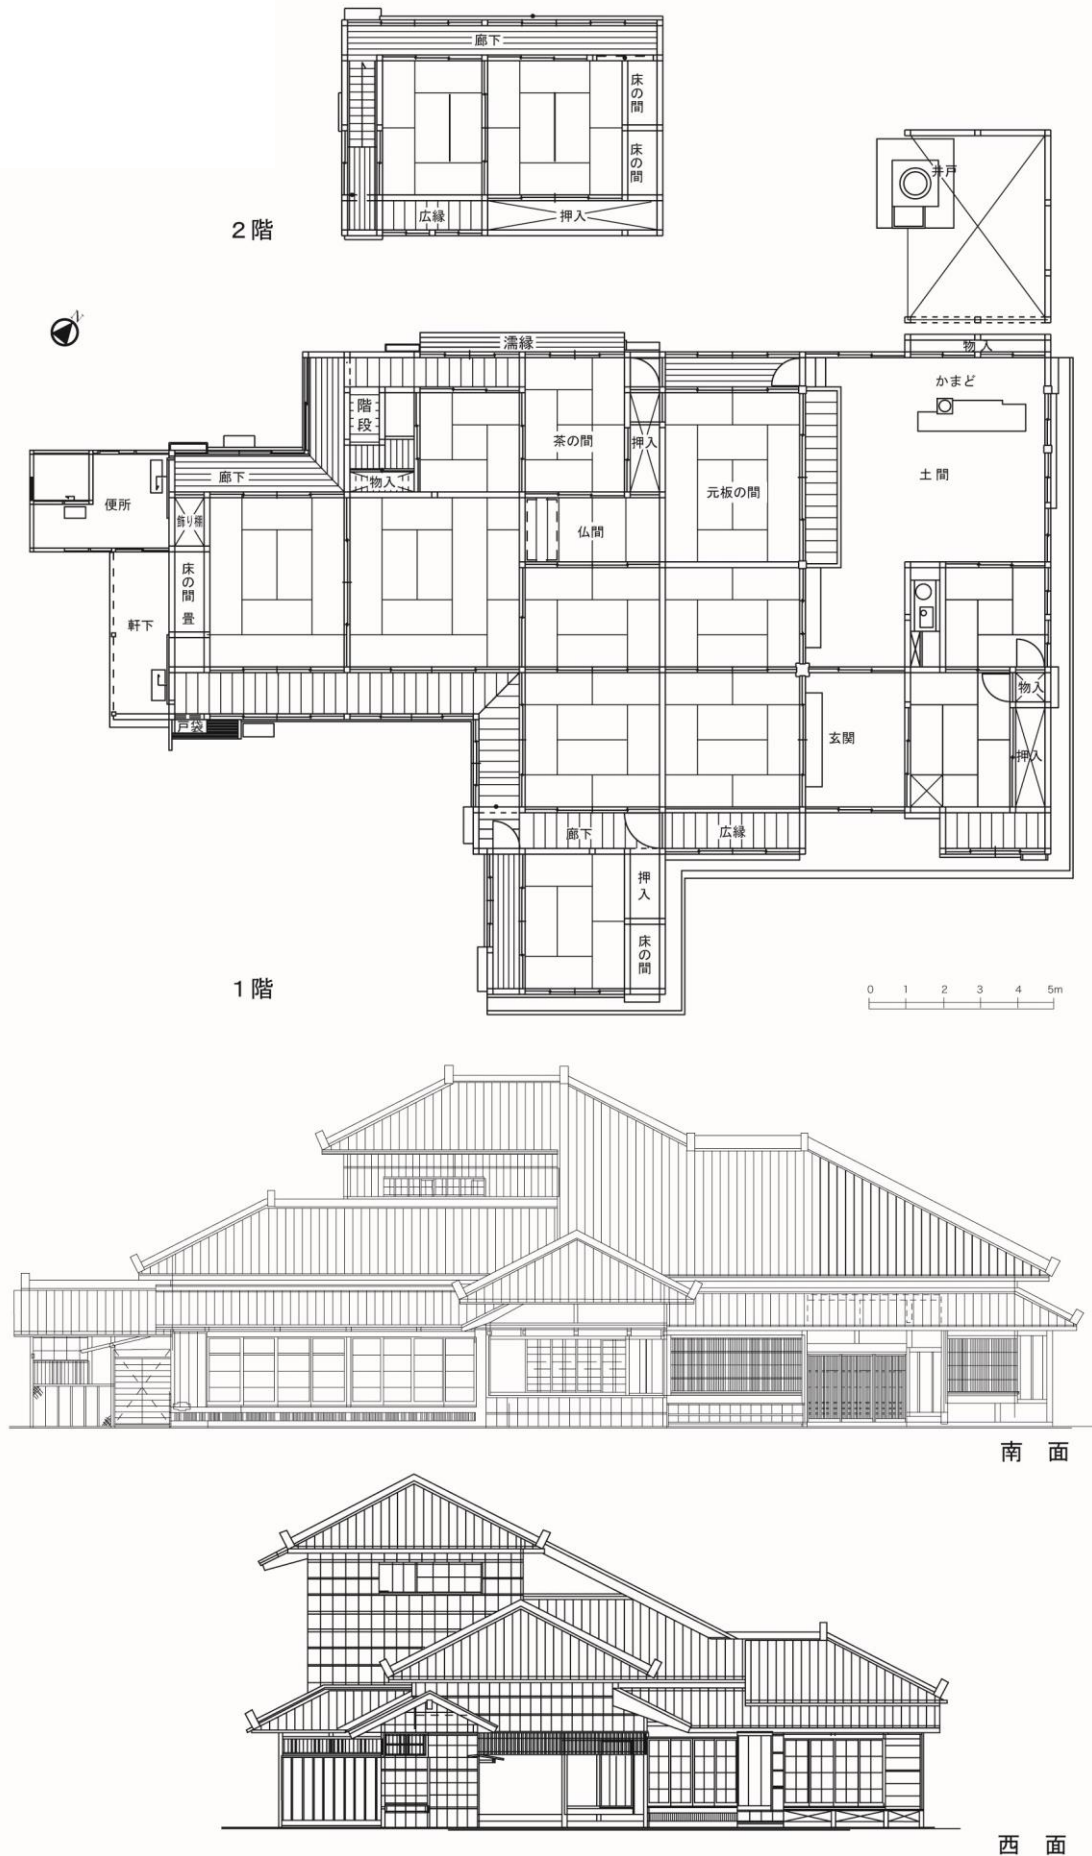 廊下
床の間
床の間
広縁
押入
2階
井戸
N
濡縁
物入
かまど
階段
茶の間
押入
元板の間
土間
廊下
物入
便所
飾り棚
仏間
床の間
畳
軒下
戸袋
物入
玄関
押入
廊下
広縁
押入
床の間
1階
0 1 2 3 4 5m
南面
西面